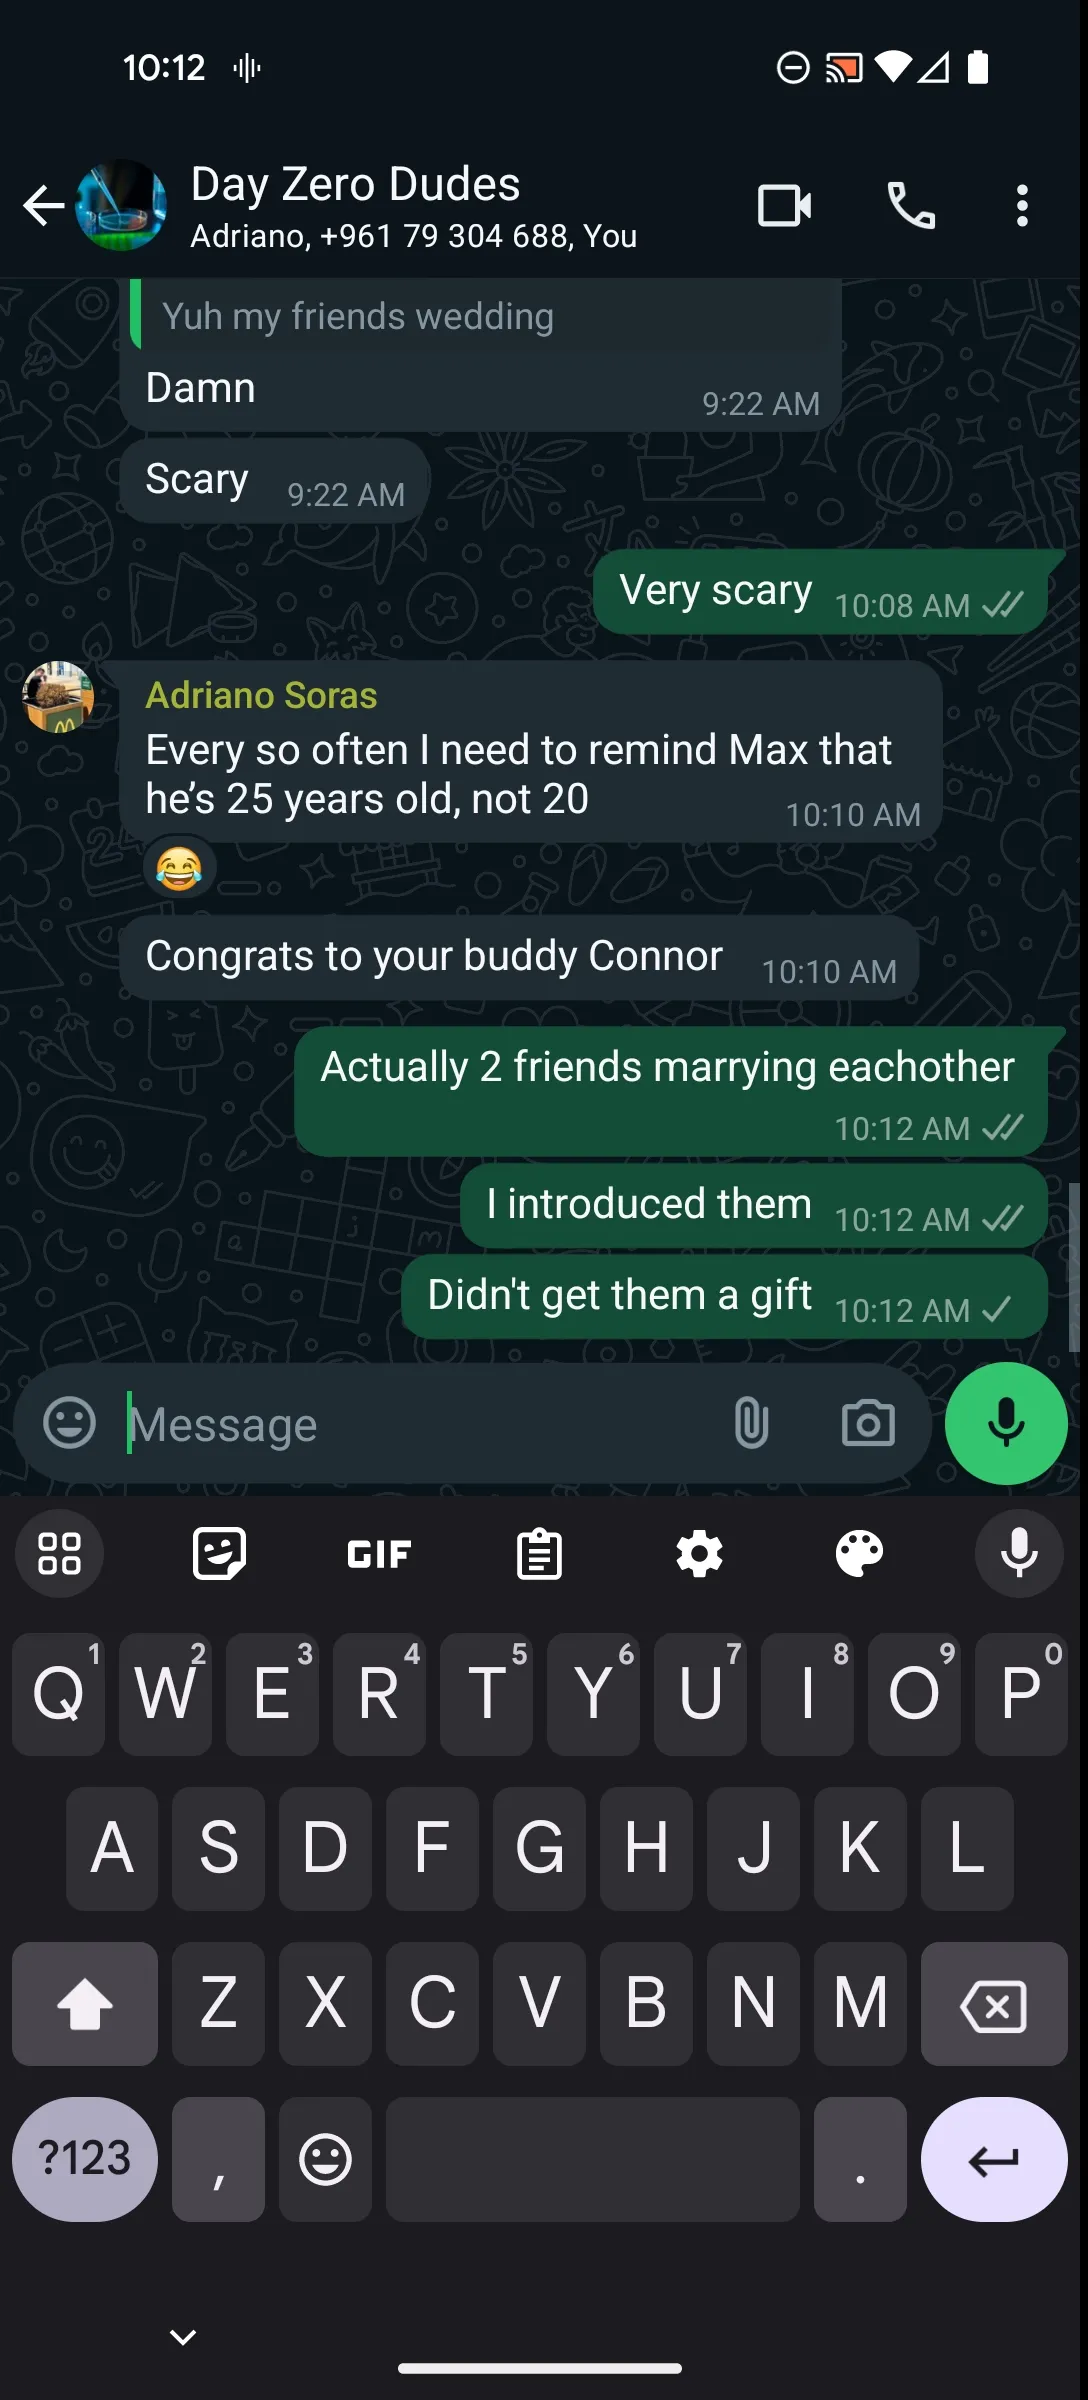 10:12
Day Zero Dudes
Adriano, +961 79 304 688, You
Yuh my friends wedding
Damn
9:22 AM
Scary 9:22 AM
Very scary 10:08 AM
Adriano Soras
Every so often I need to remind Max that
he’s 25 years old, not 20
10:10 AM
Congrats to your buddy Connor 10:10 AM
Actually 2 friends marrying eachother
10:12 AM
I introduced them 10:12 AM
Didn't get them a gift 10:12 AM
Message
GIF
Q 1 W 2 E 3 R 4 T 5 Y 6 U 7 I 8 O 9 P 0
A S D F G H J K L
Z X C V B N M
?123 , .